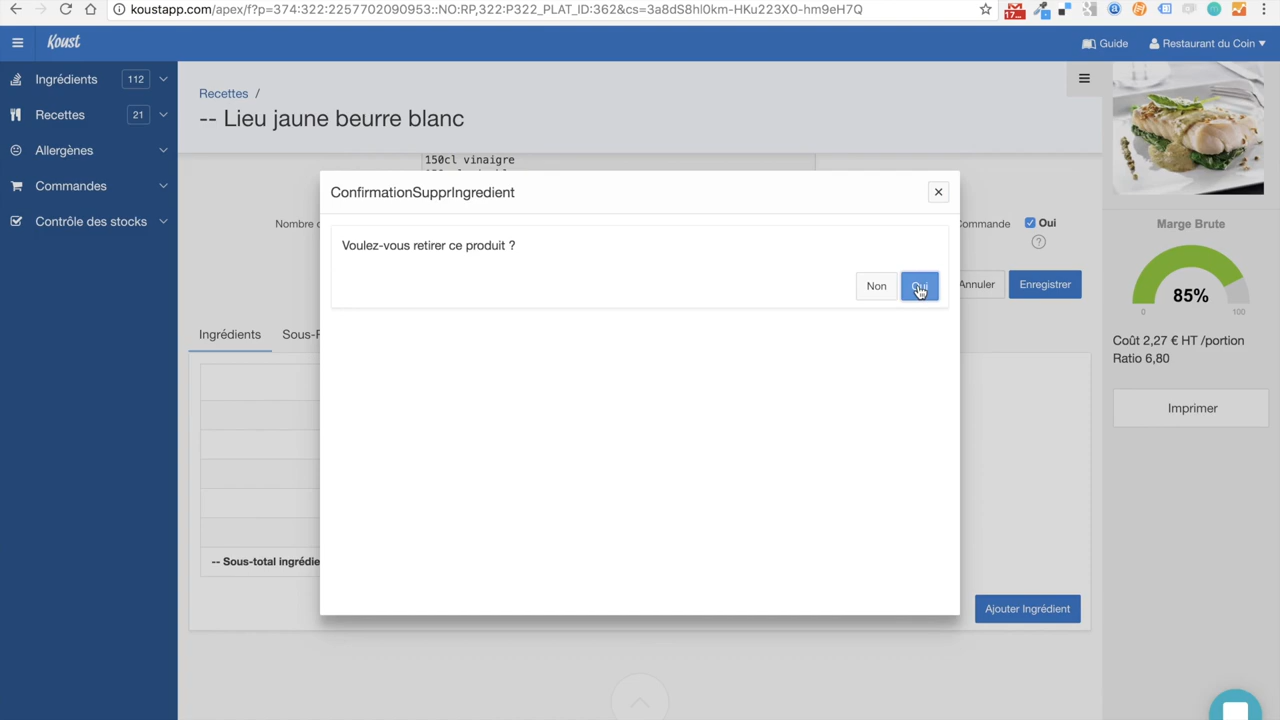 koustapp.com/apex/f?p=374:322:2257702090953::NO:RP,322:P322_PLAT_ID:362&cs=3a8dS8hl0km-HKu223X0-hm9eH7Q
17...
Koust
Guide
Restaurant du Coin
Ingrédients 112
Recettes 21
Allergènes
Commandes
Contrôle des stocks
Recettes /
-- Lieu jaune beurre blanc
150cl vinaigre
ConfirmationSupprIngredient
Voulez-vous retirer ce produit ?
Non
Oui
Nombre
Commande
Oui
?
Annuler
Enregistrer
Ingrédients
-- Sous-total
Ajouter Ingrédient
Marge Brute
85%
0
100
Coût 2,27 € HT /portion
Ratio 6,80
Imprimer